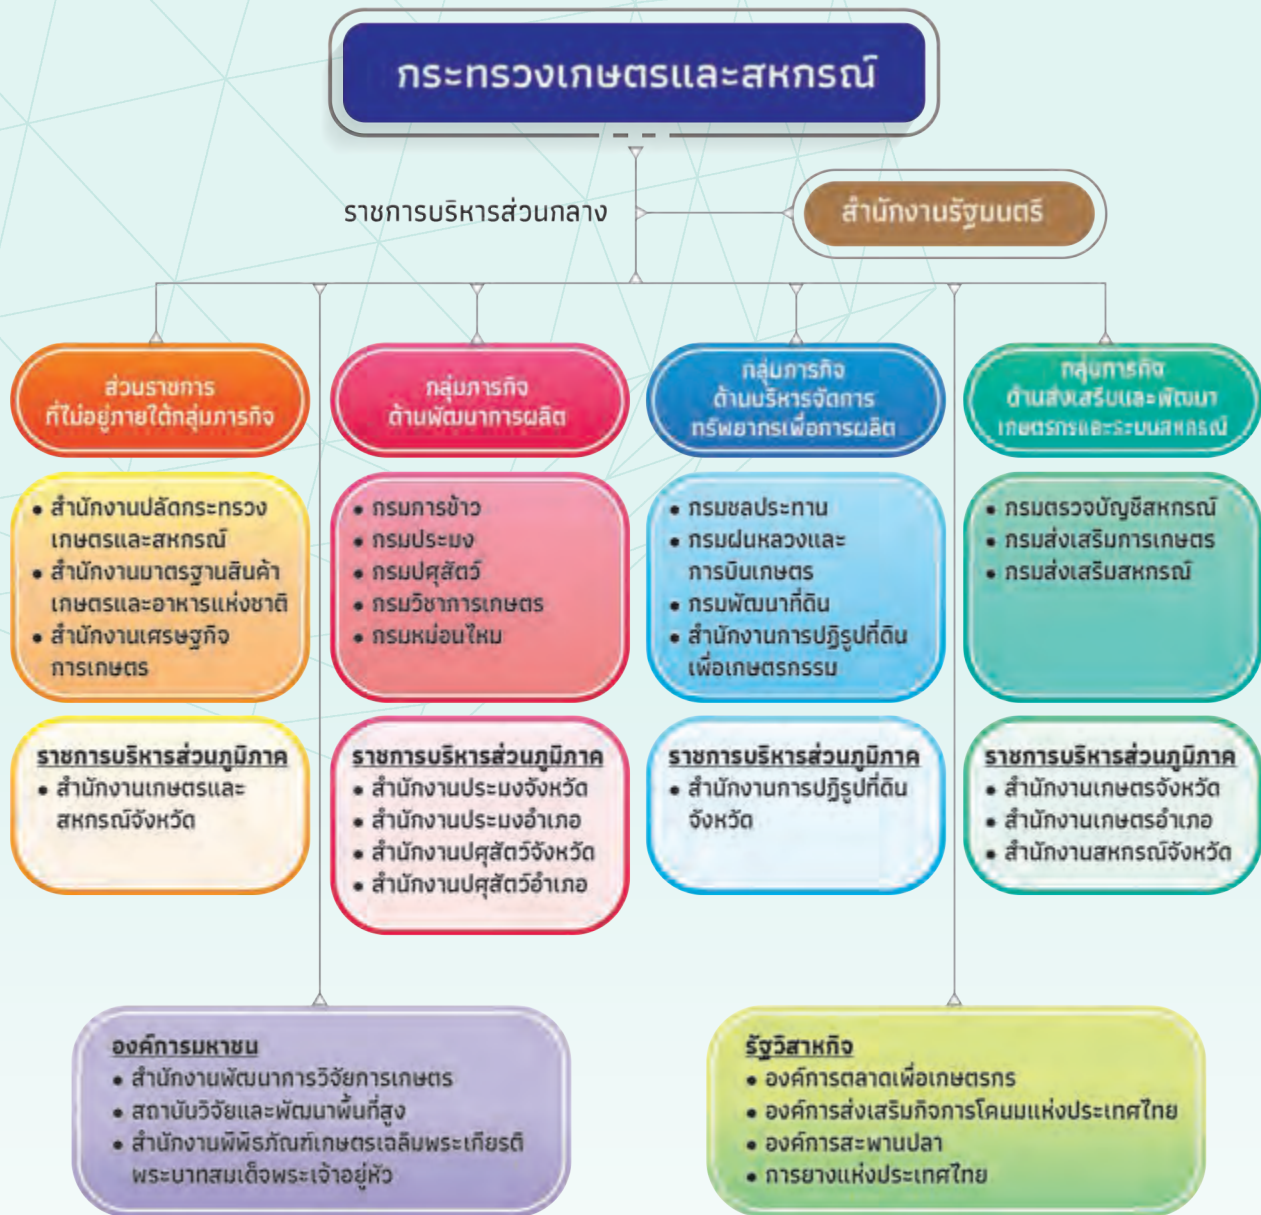 กระทรวงเกษตรและสหกรณ์
ราชการบริหารส่วนกลาง
สำนักงานรัฐมนตรี
ส่วนราชการ
ที่ไม่อยู่ภายใต้กลุ่มภารกิจ
• สำนักงานปลัดกระทรวง
เกษตรและสหกรณ์
• สำนักงานมาตรฐานสินค้า
เกษตรและอาหารแห่งชาติ
• สำนักงานเศรษฐกิจ
การเกษตร
ราชการบริหารส่วนภูมิภาค
• สำนักงานเกษตรและ
สหกรณ์จังหวัด
กลุ่มภารกิจ
ด้านพัฒนาการผลิต
• กรมการข้าว
• กรมประมง
• กรมปศุสัตว์
• กรมวิชาการเกษตร
• กรมหม่อนไหม
ราชการบริหารส่วนภูมิภาค
• สำนักงานประมงจังหวัด
• สำนักงานประมงอำเภอ
• สำนักงานปศุสัตว์จังหวัด
• สำนักงานปศุสัตว์อำเภอ
กลุ่มภารกิจ
ด้านบริหารจัดการ
ทรัพยากรเพื่อการผลิต
• กรมชลประทาน
• กรมฝนหลวงและ
การบินเกษตร
• กรมพัฒนาที่ดิน
• สำนักงานการปฏิรูปที่ดิน
เพื่อเกษตรกรรม
ราชการบริหารส่วนภูมิภาค
• สำนักงานการปฏิรูปที่ดิน
จังหวัด
กลุ่มภารกิจ
ด้านส่งเสริมและพัฒนา
เกษตรกรและระบบสหกรณ์
• กรมตรวจบัญชีสหกรณ์
• กรมส่งเสริมการเกษตร
• กรมส่งเสริมสหกรณ์
ราชการบริหารส่วนภูมิภาค
• สำนักงานเกษตรจังหวัด
• สำนักงานเกษตรอำเภอ
• สำนักงานสหกรณ์จังหวัด
องค์การมหาชน
• สำนักงานพัฒนาการวิจัยการเกษตร
• สถาบันวิจัยและพัฒนาพื้นที่สูง
• สำนักงานพิพิธภัณฑ์เกษตรเฉลิมพระเกียรติ
พระบาทสมเด็จพระเจ้าอยู่หัว
รัฐวิสาหกิจ
• องค์การตลาดเพื่อเกษตรกร
• องค์การส่งเสริมกิจการโคนมแห่งประเทศไทย
• องค์การสะพานปลา
• การยางแห่งประเทศไทย